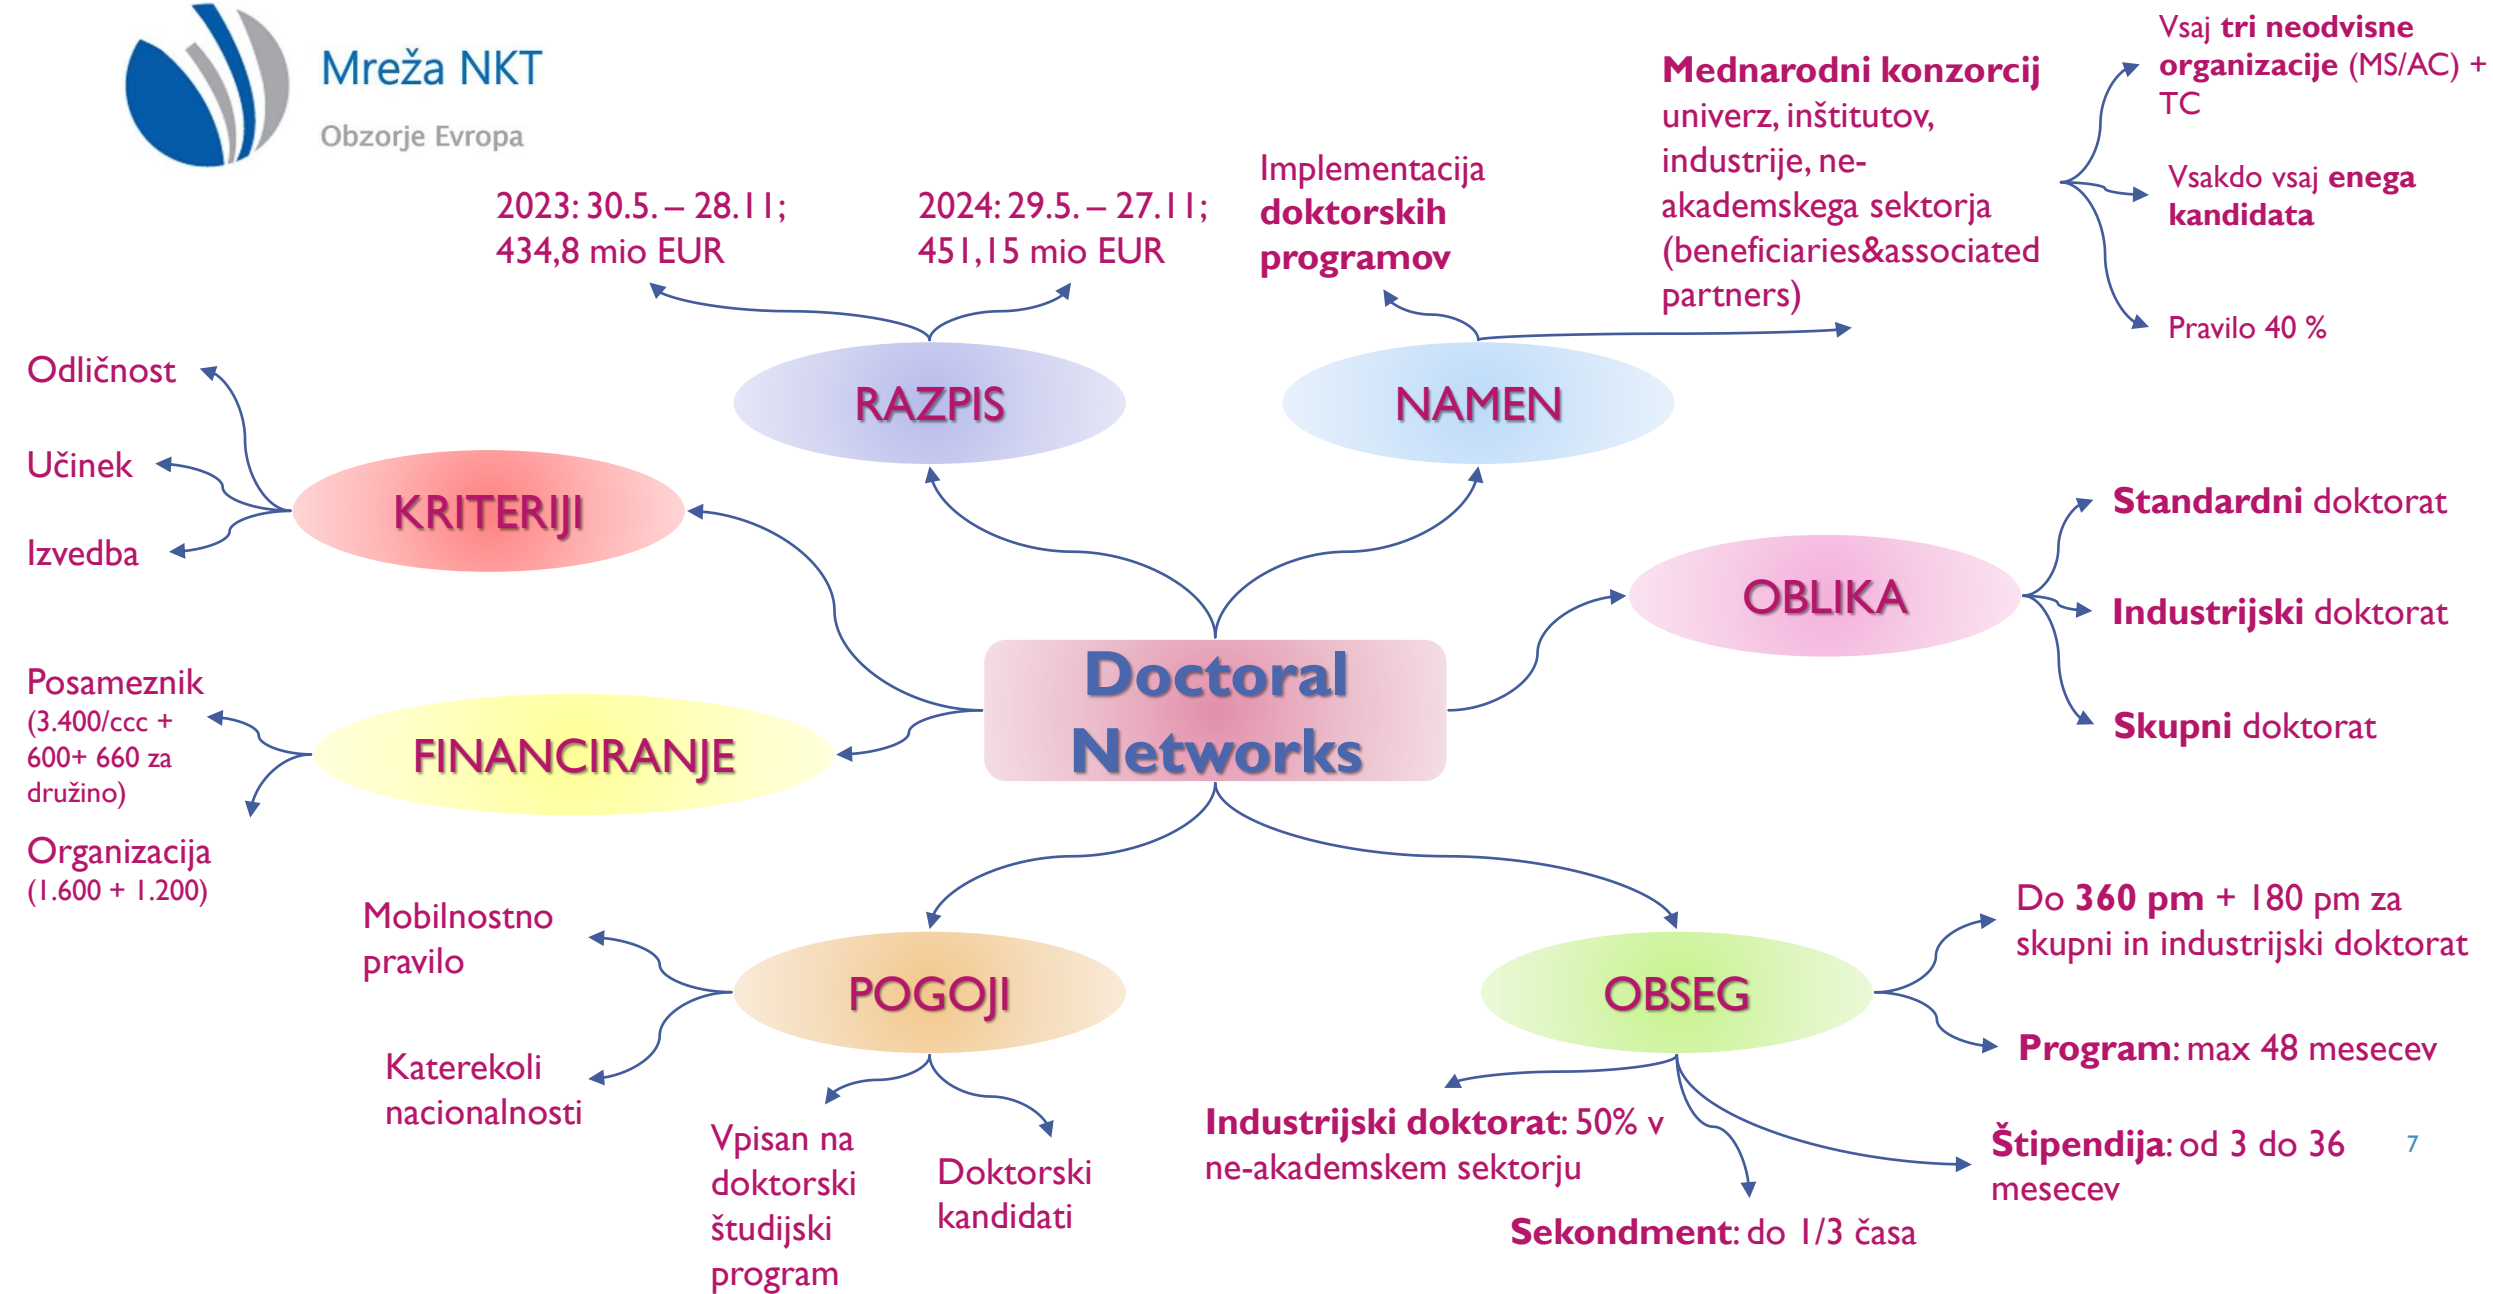 Mreža NKT
Obzorje Evropa
2023: 30.5. – 28.11;
434,8 mio EUR
2024: 29.5. – 27.11;
451,15 mio EUR
RAZPIS
Implementacija
doktorskih
programov
Mednarodni konzorcij
univerz, inštitutov,
industrije, ne-
akademskega sektorja
(beneficiaries&associated
partners)
Vsaj tri neodvisne
organizacije (MS/AC) +
TC
Vsakdo vsaj enega
kandidata
Pravilo 40 %
NAMEN
Odličnost
Učinek
Izvedba
KRITERIJI
OBLIKA
Standardni doktorat
Industrijski doktorat
Skupni doktorat
Doctoral
Networks
Posameznik
(3.400/ccc +
600+ 660 za
družino)
Organizacija
(1.600 + 1.200)
FINANCIRANJE
Mobilnostno
pravilo
Katerekoli
nacionalnosti
POGOJI
Vpisan na
doktorski
študijski
program
Doktorski
kandidati
OBSEG
Do 360 pm + 180 pm za
skupni in industrijski doktorat
Program: max 48 mesecev
Industrijski doktorat: 50% v
ne-akademskem sektorju
Sekondment: do 1/3 časa
Štipendija: od 3 do 36
mesecev
7